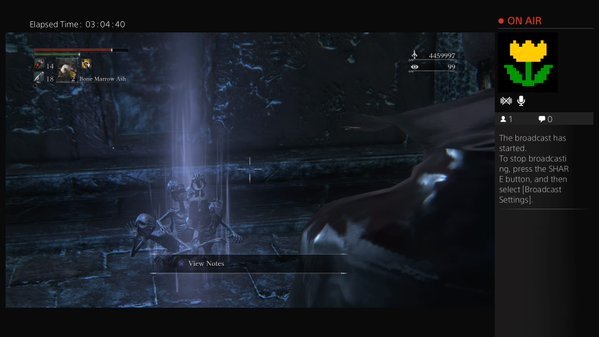 Elapsed Time: 03:04:40
ON AIR
4459997
99
14
18
2
Bone Marrow Ash
1
0
The broadcast has
started.
To stop broadcasti
ng, press the SHAR
E button, and then
select [Broadcast
Settings].
View Notes